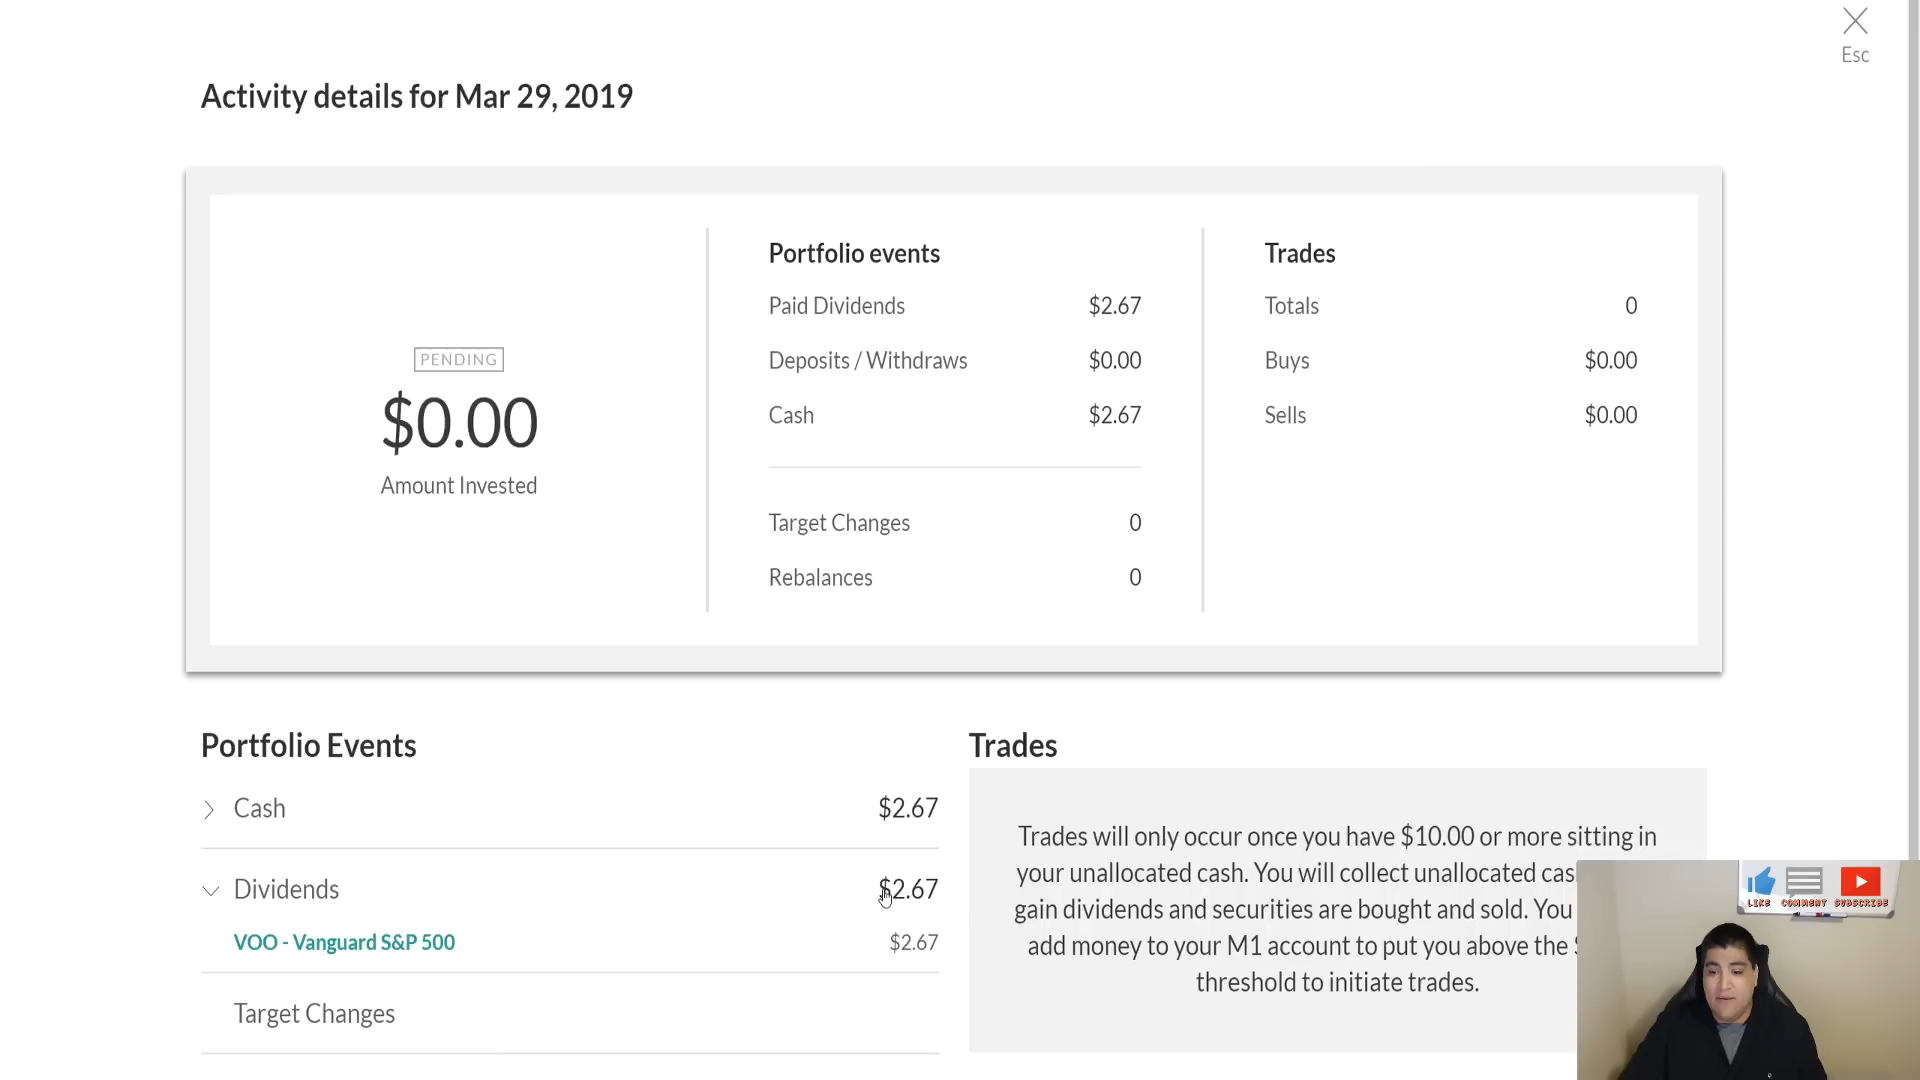 Esc
Activity details for Mar 29, 2019
PENDING
$0.00
Amount Invested
Portfolio events
Paid Dividends $2.67
Deposits / Withdraws $0.00
Cash $2.67
Target Changes 0
Rebalances 0
Trades
Totals 0
Buys $0.00
Sells $0.00
Portfolio Events
Cash $2.67
Dividends $2.67
VOO - Vanguard S&P 500 $2.67
Target Changes
Trades
Trades will only occur once you have $10.00 or more sitting in
your unallocated cash. You will collect unallocated
gain dividends and securities are bought and sold. You
add money to your M1 account to put you above the
threshold to initiate trades.
LIKE COMMENT SUBSCRIBE